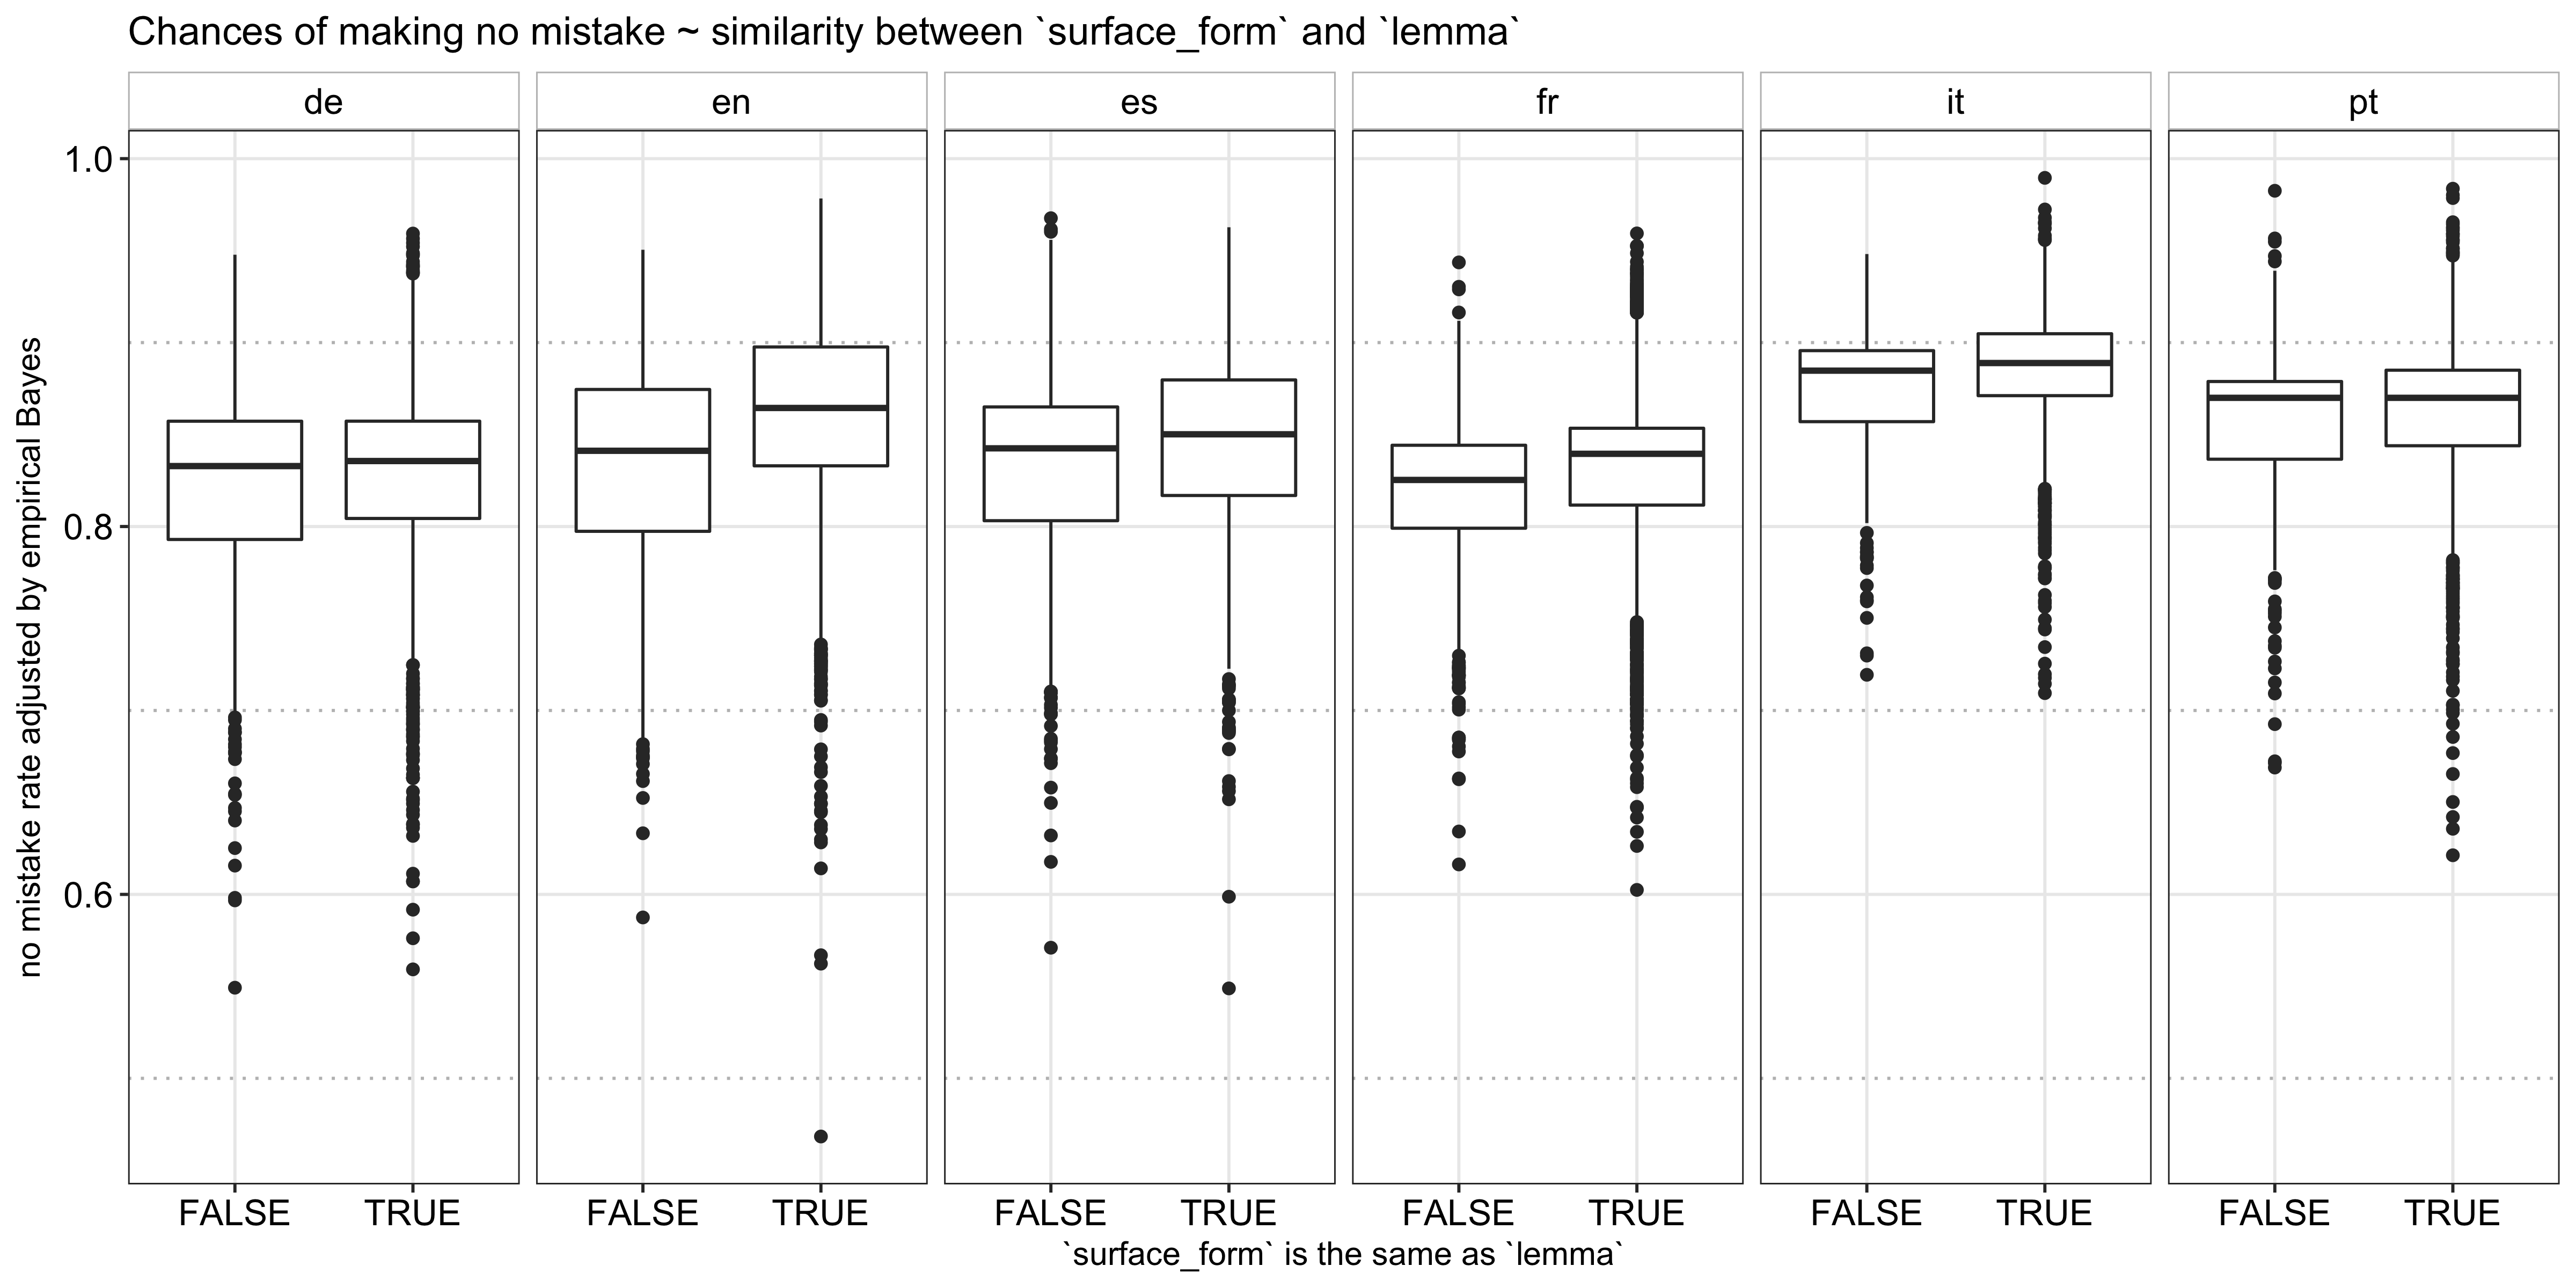 Chances of making no mistake ~ similarity between `surface_form` and `lemma`
de en es fr it pt
no mistake rate adjusted by empirical Bayes
1.0
0.8
0.6
FALSE TRUE FALSE TRUE FALSE TRUE FALSE TRUE FALSE TRUE FALSE TRUE
`surface_form` is the same as `lemma`